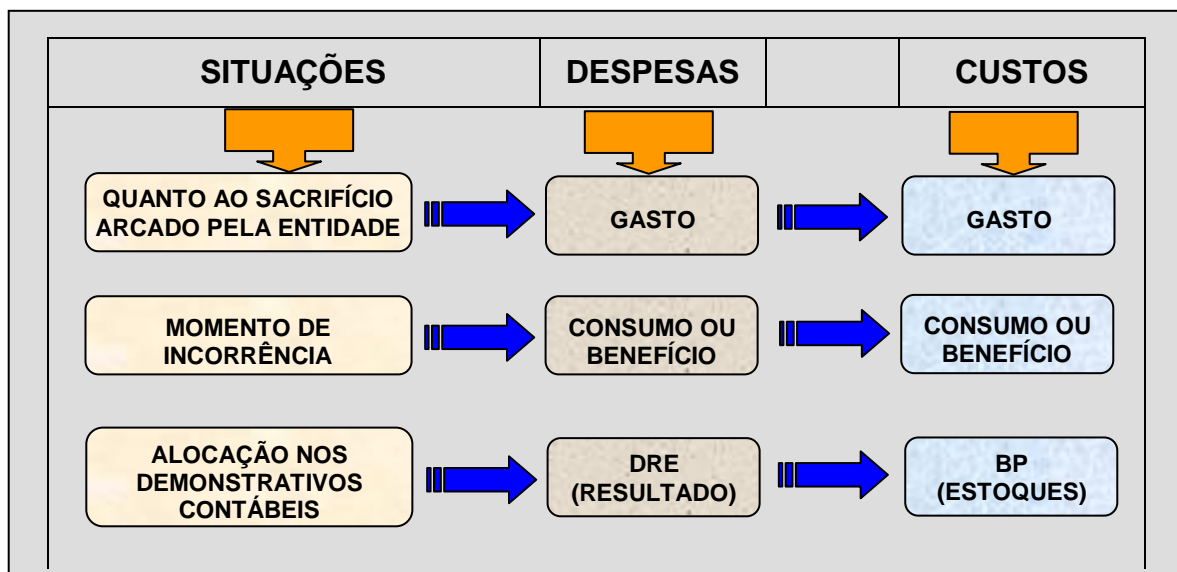 SITUAÇÕES
DESPESAS
CUSTOS
QUANTO AO SACRIFÍCIO
ARCADO PELA ENTIDADE
GASTO
GASTO
MOMENTO DE
INCORRÊNCIA
CONSUMO OU
BENEFÍCIO
CONSUMO OU
BENEFÍCIO
ALOCAÇÃO NOS
DEMONSTRATIVOS
CONTÁBEIS
DRE
(RESULTADO)
BP
(ESTOQUES)